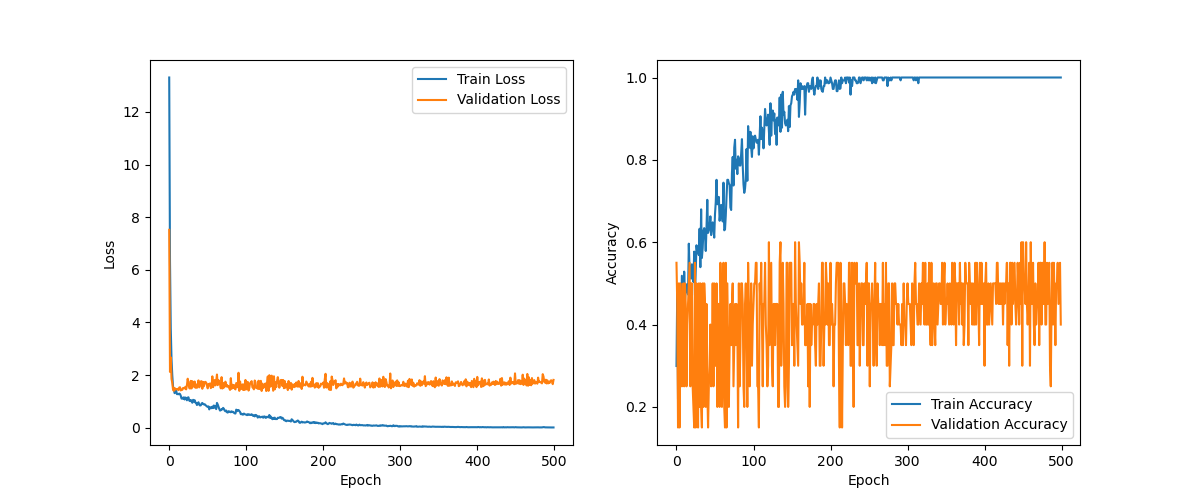 Train Loss
Validation Loss
12
10
8
6
4
2
0
0 100 200 300 400 500
Epoch
Loss
1.0
0.8
0.6
0.4
0.2
Train Accuracy
Validation Accuracy
0 100 200 300 400 500
Epoch
Accuracy